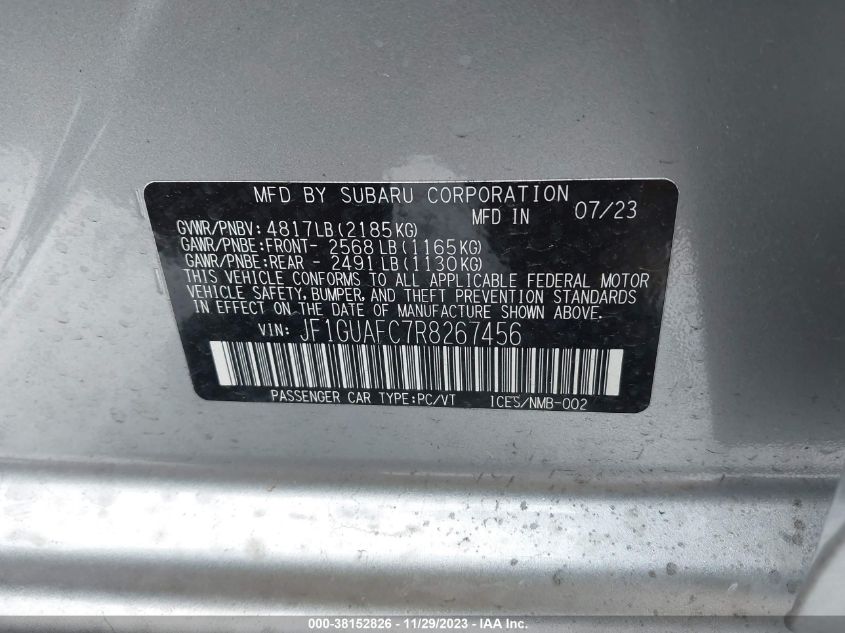 MFD BY SUBARU CORPORATION
MFD IN 07/23
GVWR/PNBV: 4817LB(2185KG)
GAWR/PNBE:FRONT- 2568LB(1165KG)
GAWR/PNBE:REAR - 2491LB(1130KG)
THIS VEHICLE CONFORMS TO ALL APPLICABLE FEDERAL MOTOR
VEHICLE SAFETY, BUMPER, AND THEFT PREVENTION STANDARDS
IN EFFECT ON THE DATE OF MANUFACTURE SHOWN ABOVE.
VIN: JF1GUAFC7R8267456
PASSENGER CAR TYPE:PC/VT 1CES/NMB-002
000-38152826 - 11/29/2023 - IAA Inc.